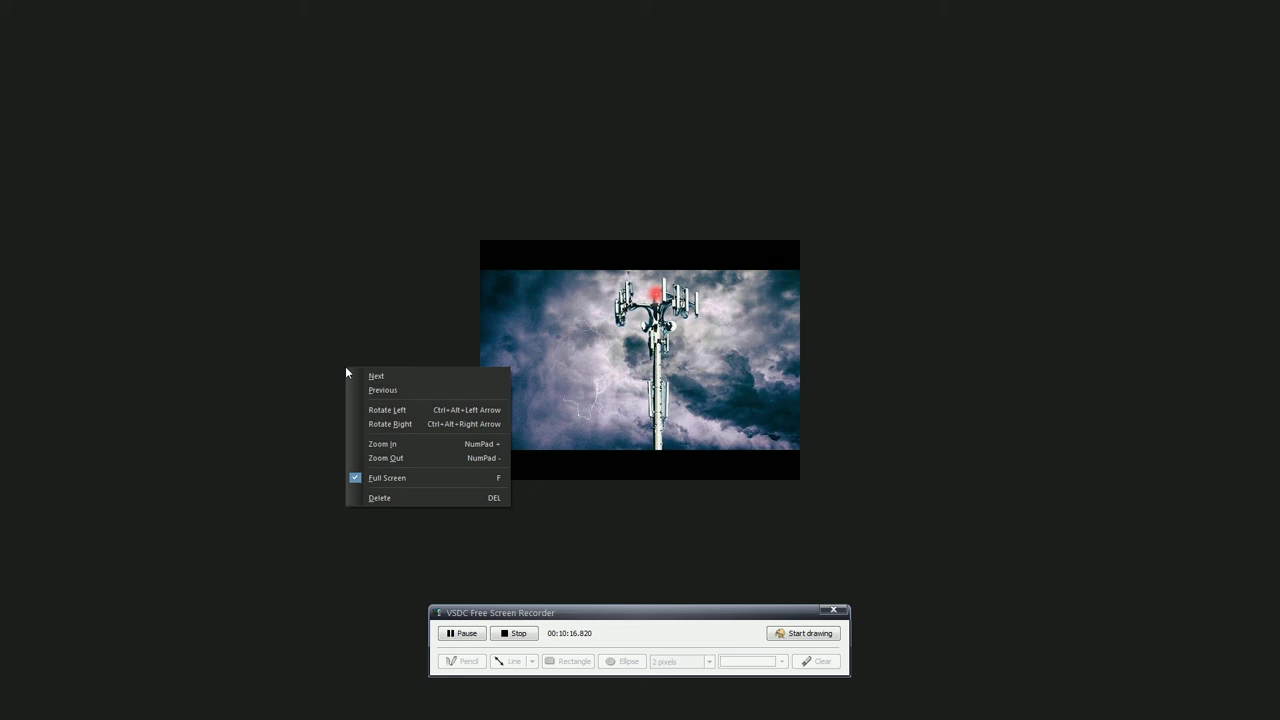 Next
Previous
Rotate Left Ctrl+Alt+Left Arrow
Rotate Right Ctrl+Alt+Right Arrow
Zoom In NumPad +
Zoom Out NumPad -
Full Screen F
Delete DEL
VSDC Free Screen Recorder
Pause Stop 00:10:16.820 Start drawing
Pencil Line Rectangle Ellipse 2 pixels Clear